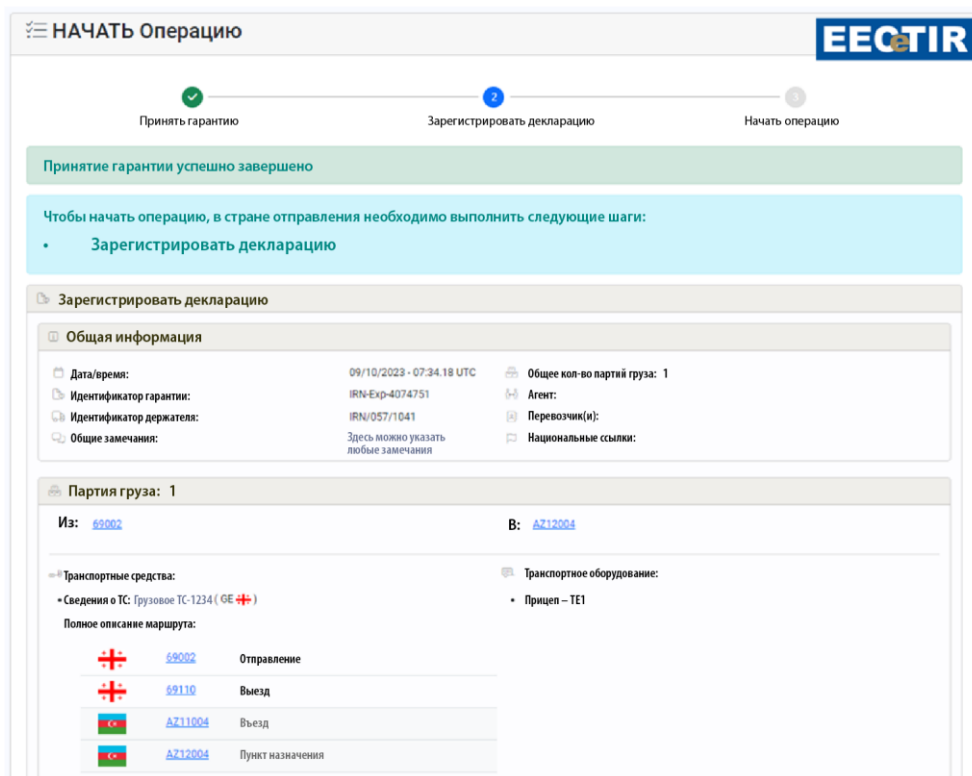 НАЧАТЬ Операцию
EEC eTIR
2
3
Принять гарантию
Зарегистрировать декларацию
Начать операцию
Принятие гарантии успешно завершено
Чтобы начать операцию, в стране отправления необходимо выполнить следующие шаги:
• Зарегистрировать декларацию
Зарегистрировать декларацию
Общая информация
Дата/время: 09/10/2023 - 07:34.18 UTC
Общее кол-во партий груза: 1
Идентификатор гарантии: IRN-Exp-4074751
Агент:
Идентификатор держателя: IRN/057/1041
Перевозчик(и):
Общие замечания: Здесь можно указать
любые замечания
Национальные ссылки:
Партия груза: 1
Из: 69002
В: AZ12004
Транспортные средства:
Транспортное оборудование:
• Сведения о ТС: Грузовое ТС-1234 ( GE )
• Прицеп – TE1
Полное описание маршрута:
69002 Отправление
69110 Выезд
AZ11004 Въезд
AZ12004 Пункт назначения